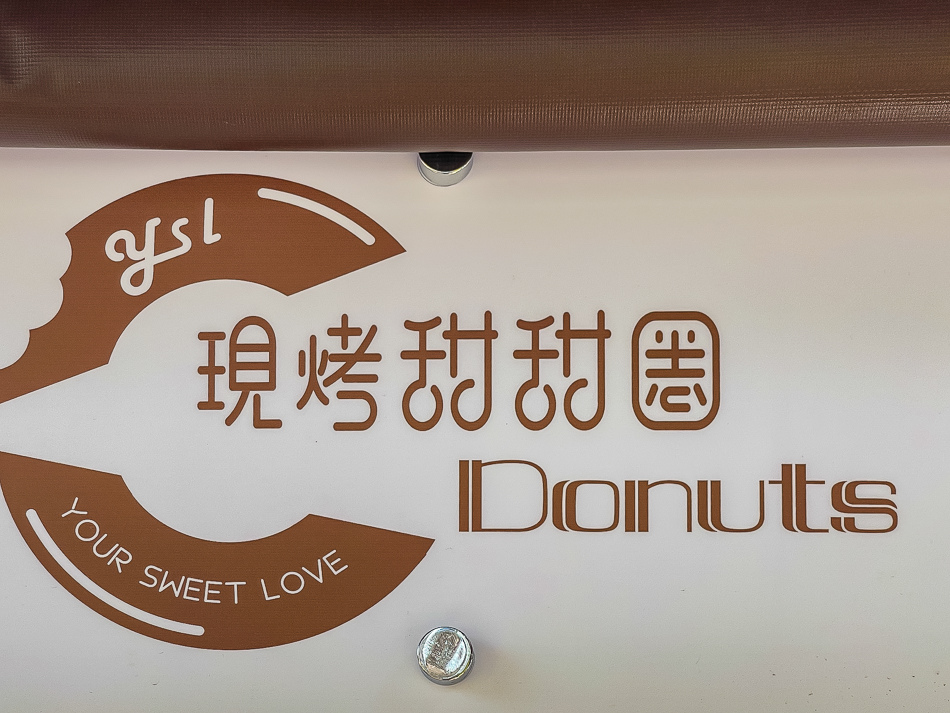 ysl
現烤甜甜圈
Donuts
YOUR SWEET LOVE